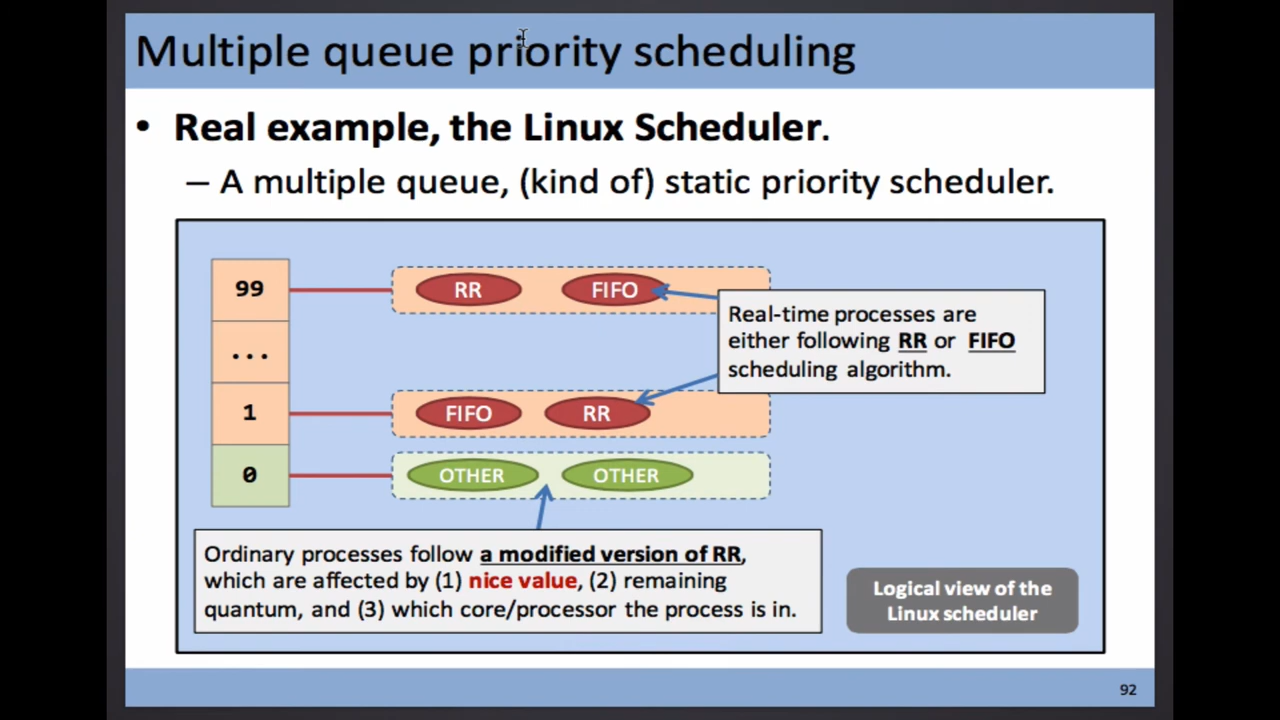 Multiple queue priority scheduling
• Real example, the Linux Scheduler.
– A multiple queue, (kind of) static priority scheduler.
99
RR
FIFO
Real-time processes are
either following RR or FIFO
scheduling algorithm.
...
1
FIFO
RR
0
OTHER
OTHER
Ordinary processes follow a modified version of RR,
which are affected by (1) nice value, (2) remaining
quantum, and (3) which core/processor the process is in.
Logical view of the
Linux scheduler
92